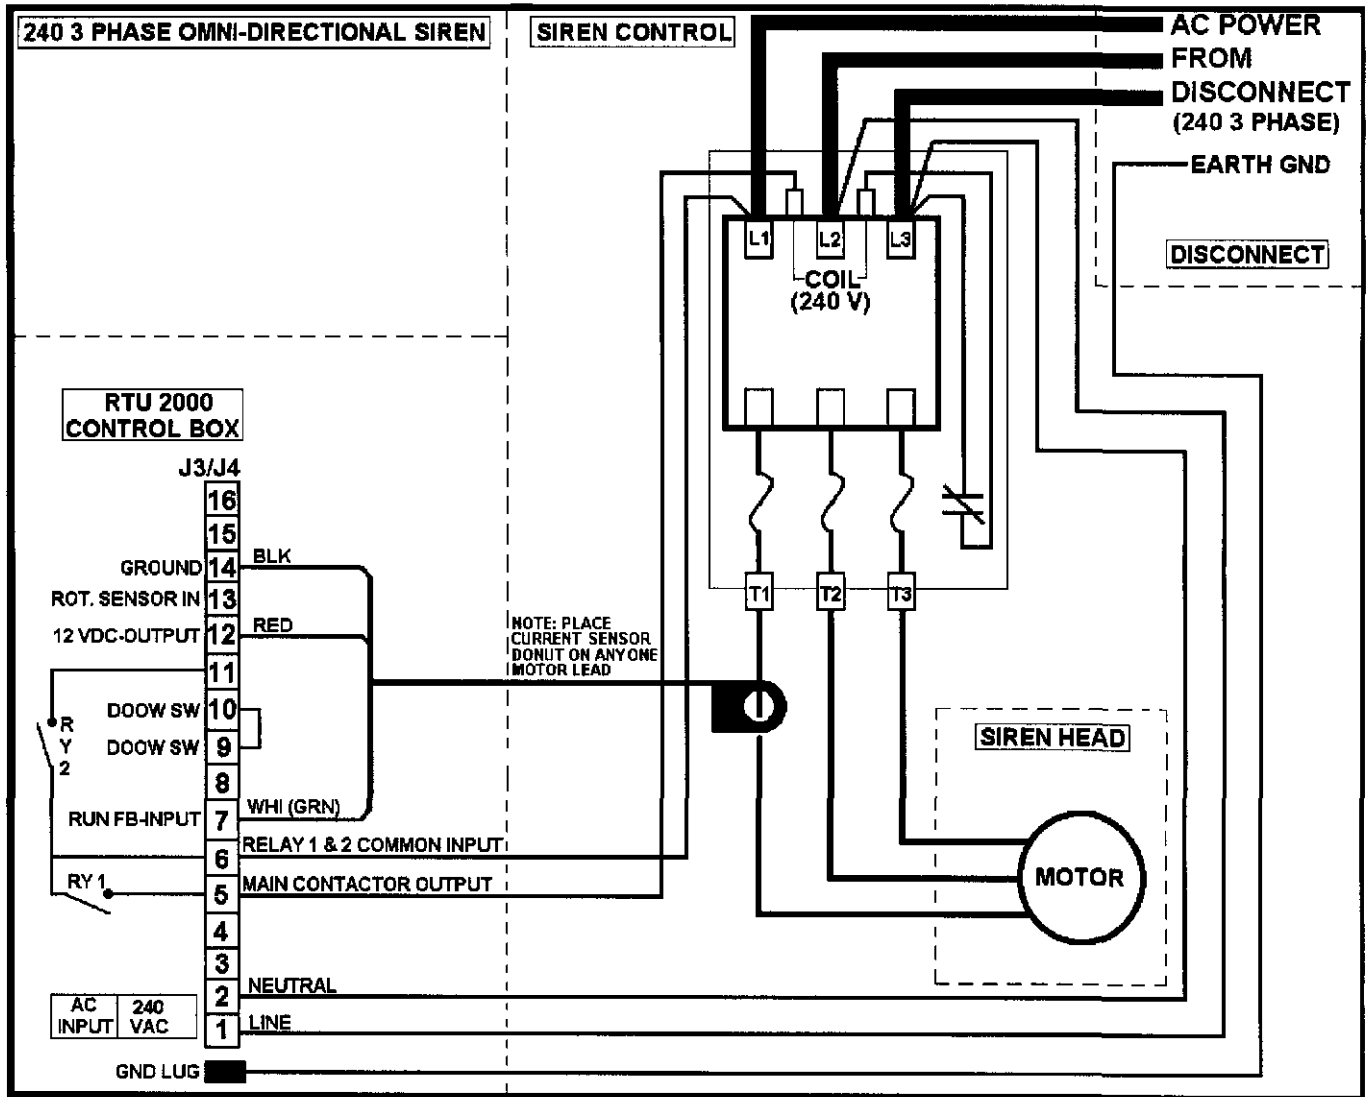 240 3 PHASE OMNI-DIRECTIONAL SIREN
SIREN CONTROL
AC POWER
FROM
DISCONNECT
(240 3 PHASE)
EARTH GND
DISCONNECT
L1
L2
L3
COIL
(240 V)
RTU 2000
CONTROL BOX
J3/J4
16
15
GROUND 14 BLK
ROT. SENSOR IN 13
12 VDC-OUTPUT 12 RED
11
DOOW SW 10
DOOW SW 9
8
RUN FB-INPUT 7 WHI (GRN)
6 RELAY 1 & 2 COMMON INPUT
5 MAIN CONTACTOR OUTPUT
4
3
2 NEUTRAL
1 LINE
RY2
RY 1
AC INPUT
240 VAC
GND LUG
T1
T2
T3
NOTE: PLACE
CURRENT SENSOR
DONUT ON ANY ONE
MOTOR LEAD
SIREN HEAD
MOTOR